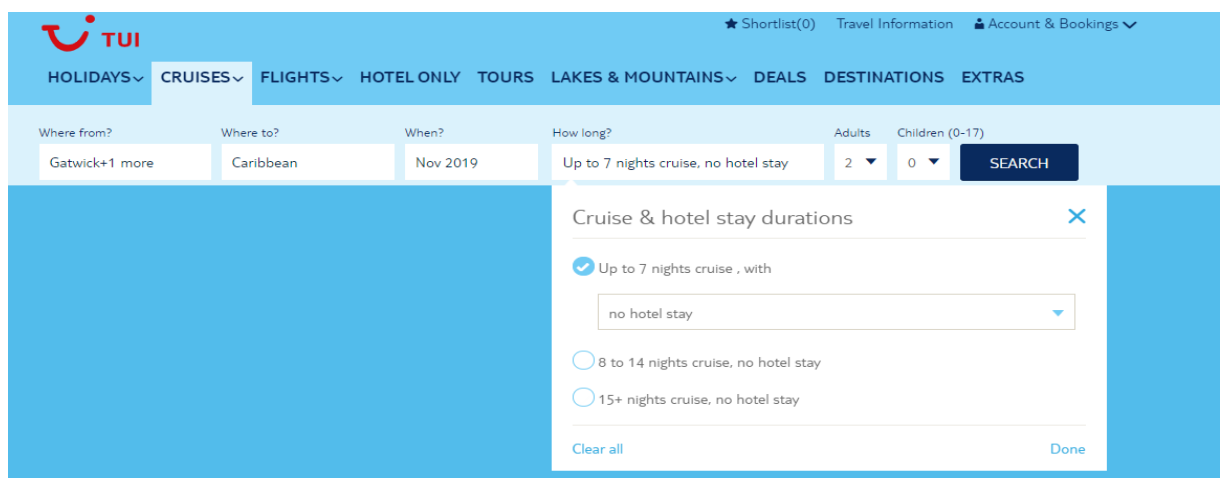 Shortlist(0) Travel Information Account & Bookings
TUI
HOLIDAYS CRUISES FLIGHTS HOTEL ONLY TOURS LAKES & MOUNTAINS DEALS DESTINATIONS EXTRAS
Where from? Where to? When? How long? Adults Children (0-17)
Gatwick+1 more Caribbean Nov 2019 Up to 7 nights cruise, no hotel stay 2 0 SEARCH
Cruise & hotel stay durations
Up to 7 nights cruise , with
no hotel stay
8 to 14 nights cruise, no hotel stay
15+ nights cruise, no hotel stay
Clear all Done